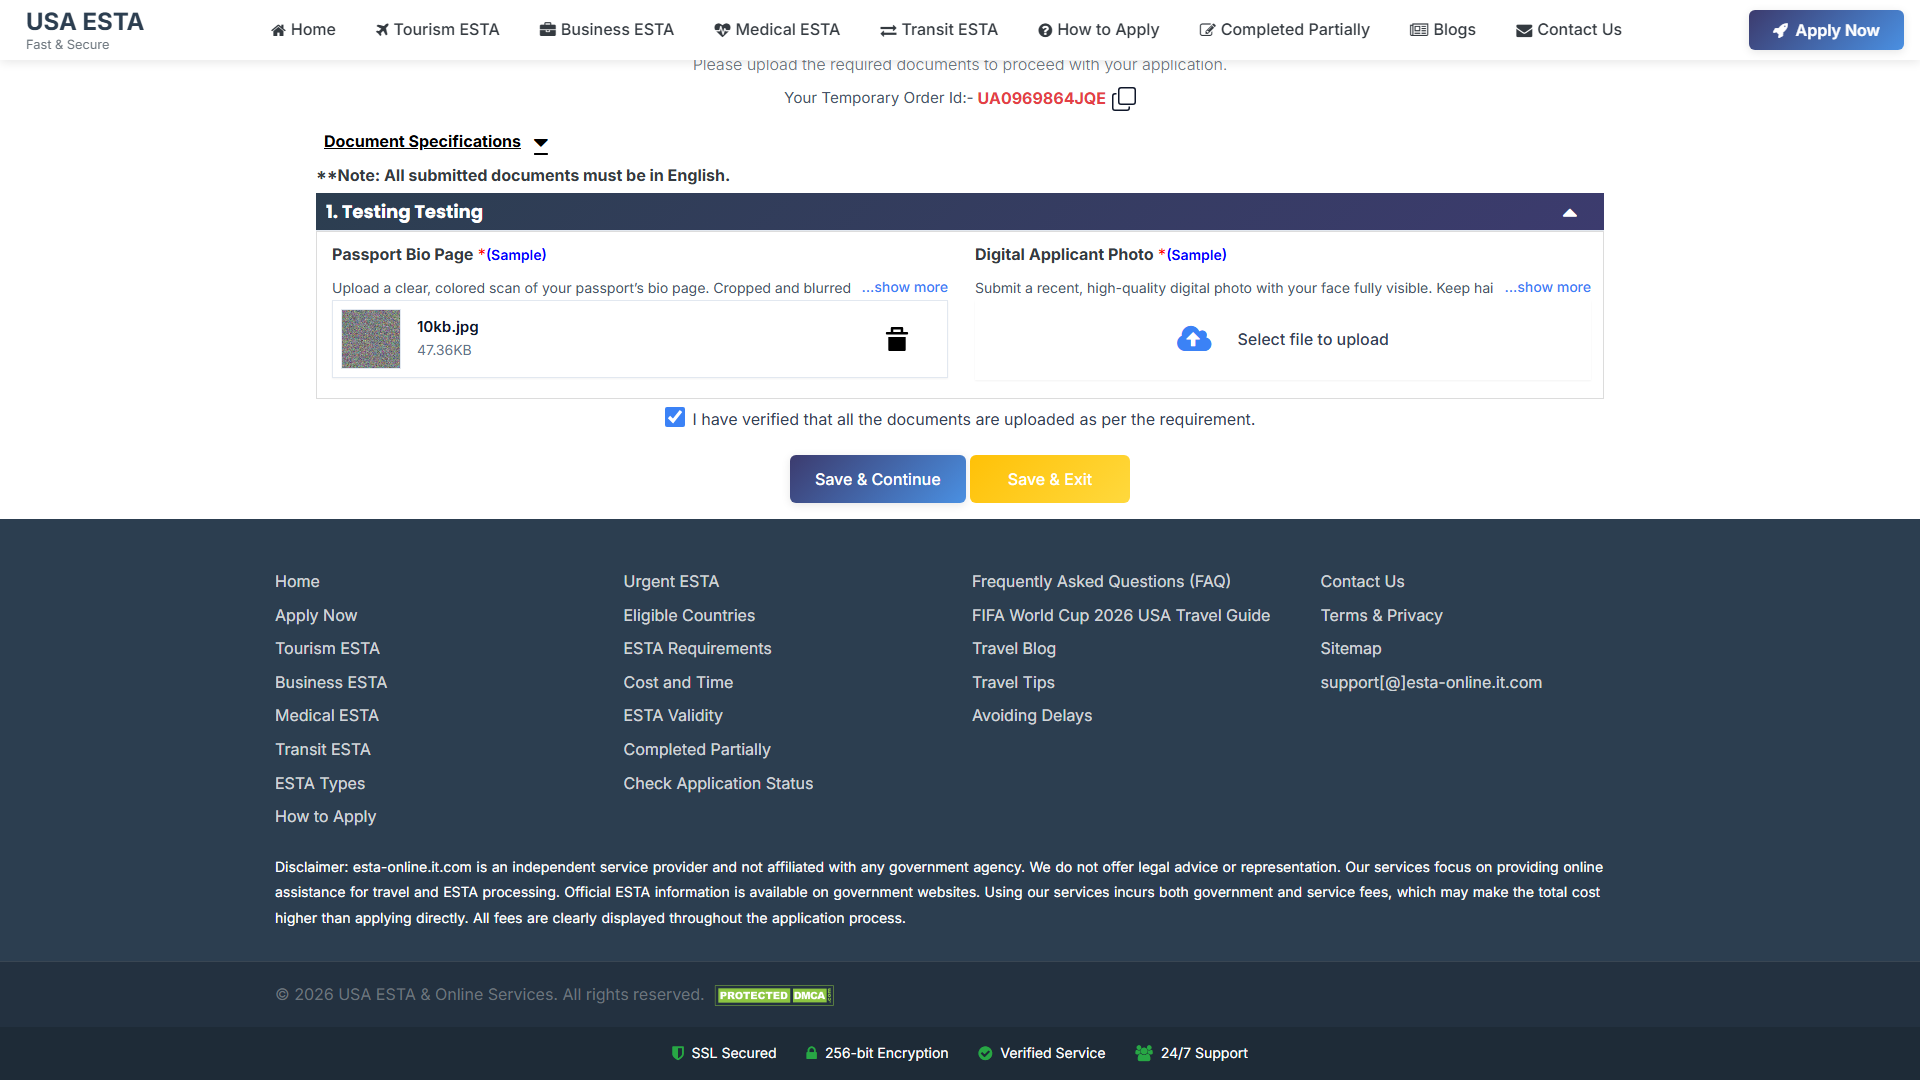 USA ESTA
Fast & Secure
Home
Tourism ESTA
Business ESTA
Medical ESTA
Transit ESTA
How to Apply
Completed Partially
Blogs
Contact Us
Apply Now
Please upload the required documents to proceed with your application.
Your Temporary Order Id:- UA0969864JQE
Document Specifications
**Note: All submitted documents must be in English.
1. Testing Testing
Passport Bio Page *(Sample)
Upload a clear, colored scan of your passport's bio page. Cropped and blurred ...show more
10kb.jpg
47.36KB
Digital Applicant Photo *(Sample)
Submit a recent, high-quality digital photo with your face fully visible. Keep hai ...show more
Select file to upload
I have verified that all the documents are uploaded as per the requirement.
Save & Continue
Save & Exit
Home
Apply Now
Tourism ESTA
Business ESTA
Medical ESTA
Transit ESTA
ESTA Types
How to Apply
Urgent ESTA
Eligible Countries
ESTA Requirements
Cost and Time
ESTA Validity
Completed Partially
Check Application Status
Frequently Asked Questions (FAQ)
FIFA World Cup 2026 USA Travel Guide
Travel Blog
Travel Tips
Avoiding Delays
Contact Us
Terms & Privacy
Sitemap
support[@]esta-online.it.com
Disclaimer: esta-online.it.com is an independent service provider and not affiliated with any government agency. We do not offer legal advice or representation. Our services focus on providing online
assistance for travel and ESTA processing. Official ESTA information is available on government websites. Using our services incurs both government and service fees, which may make the total cost
higher than applying directly. All fees are clearly displayed throughout the application process.
© 2026 USA ESTA & Online Services. All rights reserved.
PROTECTED DMCA .com
SSL Secured
256-bit Encryption
Verified Service
24/7 Support